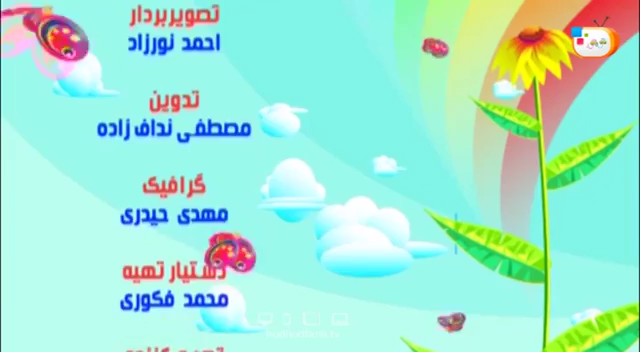 تصویربردار
احمد نورزاد
تدوین
مصطفی نداف زاده
گرافیک
مهدی حیدری
دستیار تهیه
محمد فکوری